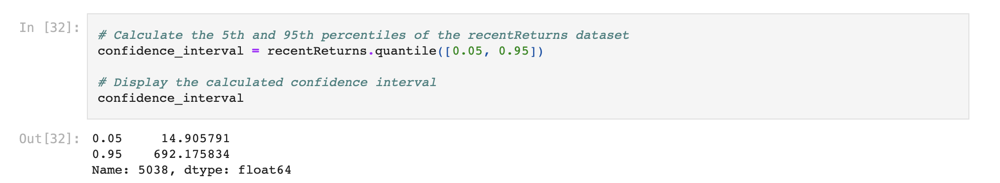 In [32]:
# Calculate the 5th and 95th percentiles of the recentReturns dataset
confidence_interval = recentReturns.quantile([0.05, 0.95])
# Display the calculated confidence interval
confidence_interval
Out[32]:
0.05     14.905791
0.95    692.175834
Name: 5038, dtype: float64